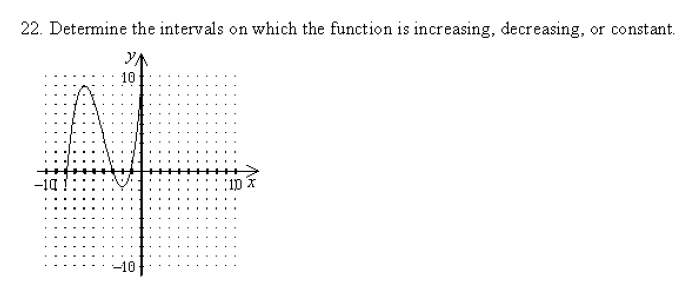 22. Determine the intervals on which the function is increasing, decreasing, or constant.
y
10
-10
10 x
-10